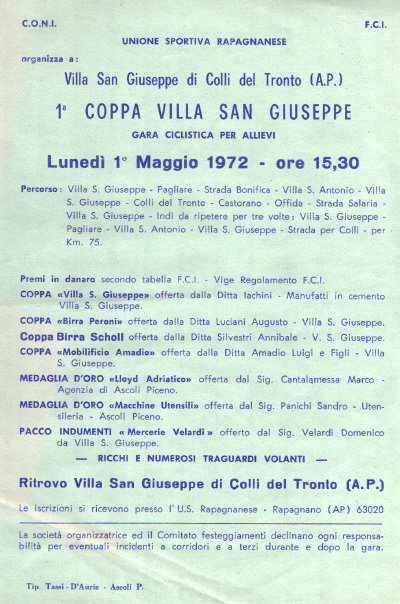 C.O.N.I. F.C.I.
UNIONE SPORTIVA RAPAGNANESE
organizza a:
Villa San Giuseppe di Colli del Tronto (A.P.)
1ª COPPA VILLA SAN GIUSEPPE
GARA CICLISTICA PER ALLIEVI
Lunedì 1º Maggio 1972 - ore 15,30
Percorso: Villa S. Giuseppe - Pagliare - Strada Bonifica - Villa S. Antonio - Villa
S. Giuseppe - Colli del Tronto - Castorano - Offida - Strada Salaria -
Villa S. Giuseppe - Indi da ripetere per tre volte: Villa S. Giuseppe -
Pagliare - Villa S. Antonio - Villa S. Giuseppe - Strada per Colli - per
Km. 75.
Premi in danaro secondo tabella F.C.I. - Vige Regolamento F.C.I.
COPPA «Villa S. Giuseppe» offerta dalla Ditta Iachini - Manufatti in cemento
Villa S. Giuseppe.
COPPA «Birra Peroni» offerta dalla Ditta Luciani Augusto - Villa S. Giuseppe.
Coppa Birra Scholl offerta dalla Ditta Silvestri Annibale - V. S. Giuseppe.
COPPA «Mobilificio Amadio» offerta dalla Ditta Amadio Luigi e Figli - Villa
S. Giuseppe.
MEDAGLIA D'ORO «Lloyd Adriatico» offerta dal Sig. Cantalamessa Marco -
Agenzia di Ascoli Piceno.
MEDAGLIA D'ORO «Macchine Utensili» offerta dal Sig. Panichi Sandro - Uten-
sileria - Ascoli Piceno.
PACCO INDUMENTI «Mercerie Velardi» offerto dal Sig. Velardi Domenico
da Villa S. Giuseppe.
— RICCHI E NUMEROSI TRAGUARDI VOLANTI —
Ritrovo Villa San Giuseppe di Colli del Tronto (A.P.)
Le iscrizioni si ricevono presso l'U.S. Rapagnanese - Rapagnano (AP) 63020
La società organizzatrice ed il Comitato festeggiamenti declinano ogni responsa-
bilità per eventuali incidenti a corridori e a terzi durante e dopo la gara.
Tip. Tassi - D'Auria - Ascoli P.